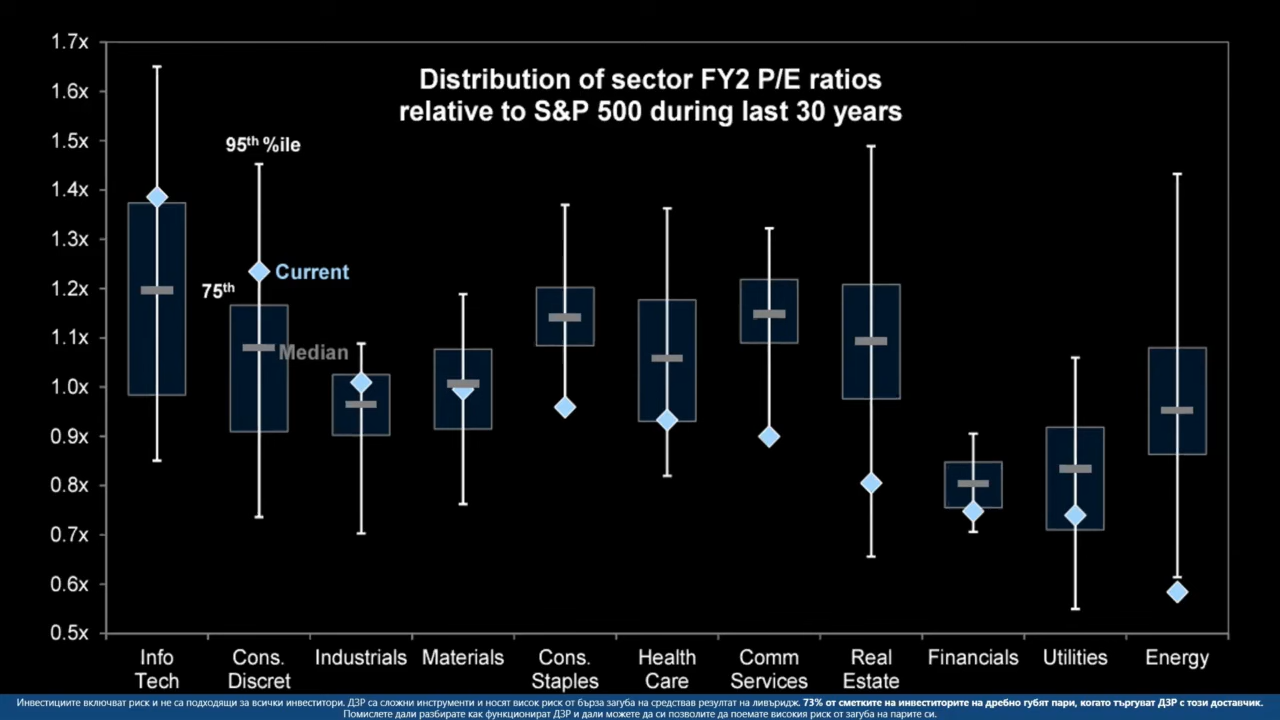 Distribution of sector FY2 P/E ratios
relative to S&P 500 during last 30 years
1.7x
1.6x
1.5x
1.4x
1.3x
1.2x
1.1x
1.0x
0.9x
0.8x
0.7x
0.6x
0.5x
95th %ile
Current
75th
Median
Info
Tech
Cons.
Discret
Industrials
Materials
Cons.
Staples
Health
Care
Comm
Services
Real
Estate
Financials
Utilities
Energy
Инвестициите включват риск и не са подходящи за всички инвеститори. ДЗР са сложни инструменти и носят висок риск от бърза загуба на средствав резултат на ливъридж. 73% от сметките на инвеститорите на дребно губят пари, когато търгуват ДЗР с този доставчик.
Помислете дали разбирате как функционират ДЗР и дали можете да си позволите да поемате високия риск от загуба на парите си.